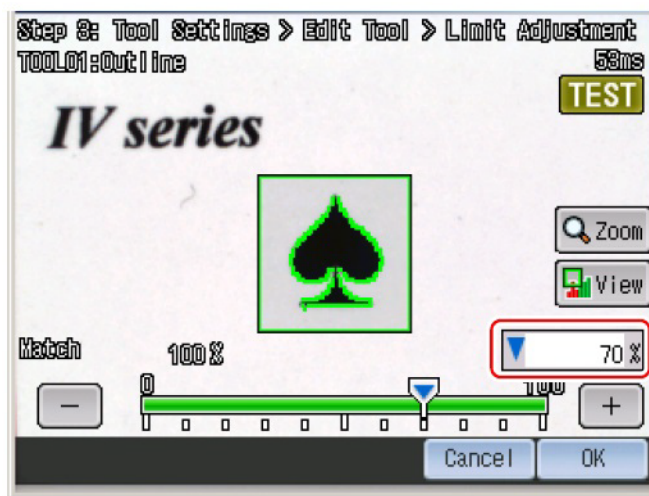 Step 3: Tool Settings > Edit Tool > Limit Adjustment
TOOL01:Outline
53ms
TEST
IV series
Zoom
View
Match
100%
70 %
0
100
−
+
Cancel
OK